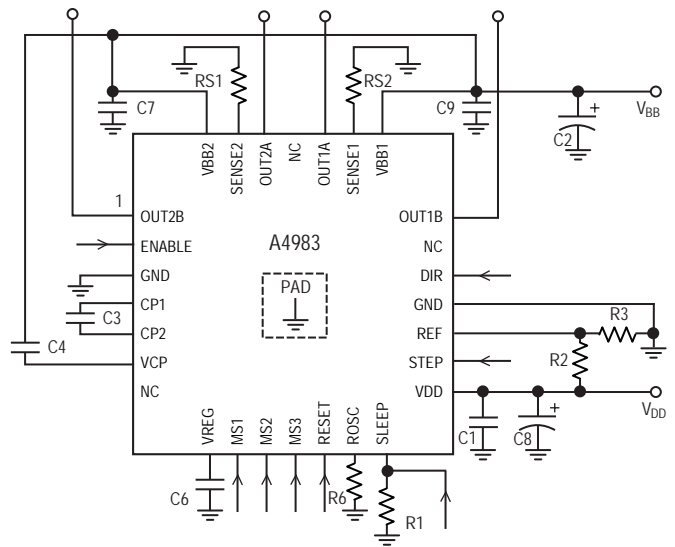 RS1
RS2
C7
C9
C2
+
VBB
VBB2
SENSE2
OUT2A
NC
OUT1A
SENSE1
VBB1
1
OUT2B
ENABLE
GND
CP1
CP2
VCP
NC
C3
C4
A4983
PAD
OUT1B
NC
DIR
GND
REF
STEP
VDD
R3
R2
VDD
C1
C8
+
VREG
MS1
MS2
MS3
RESET
ROSC
SLEEP
C6
R6
R1